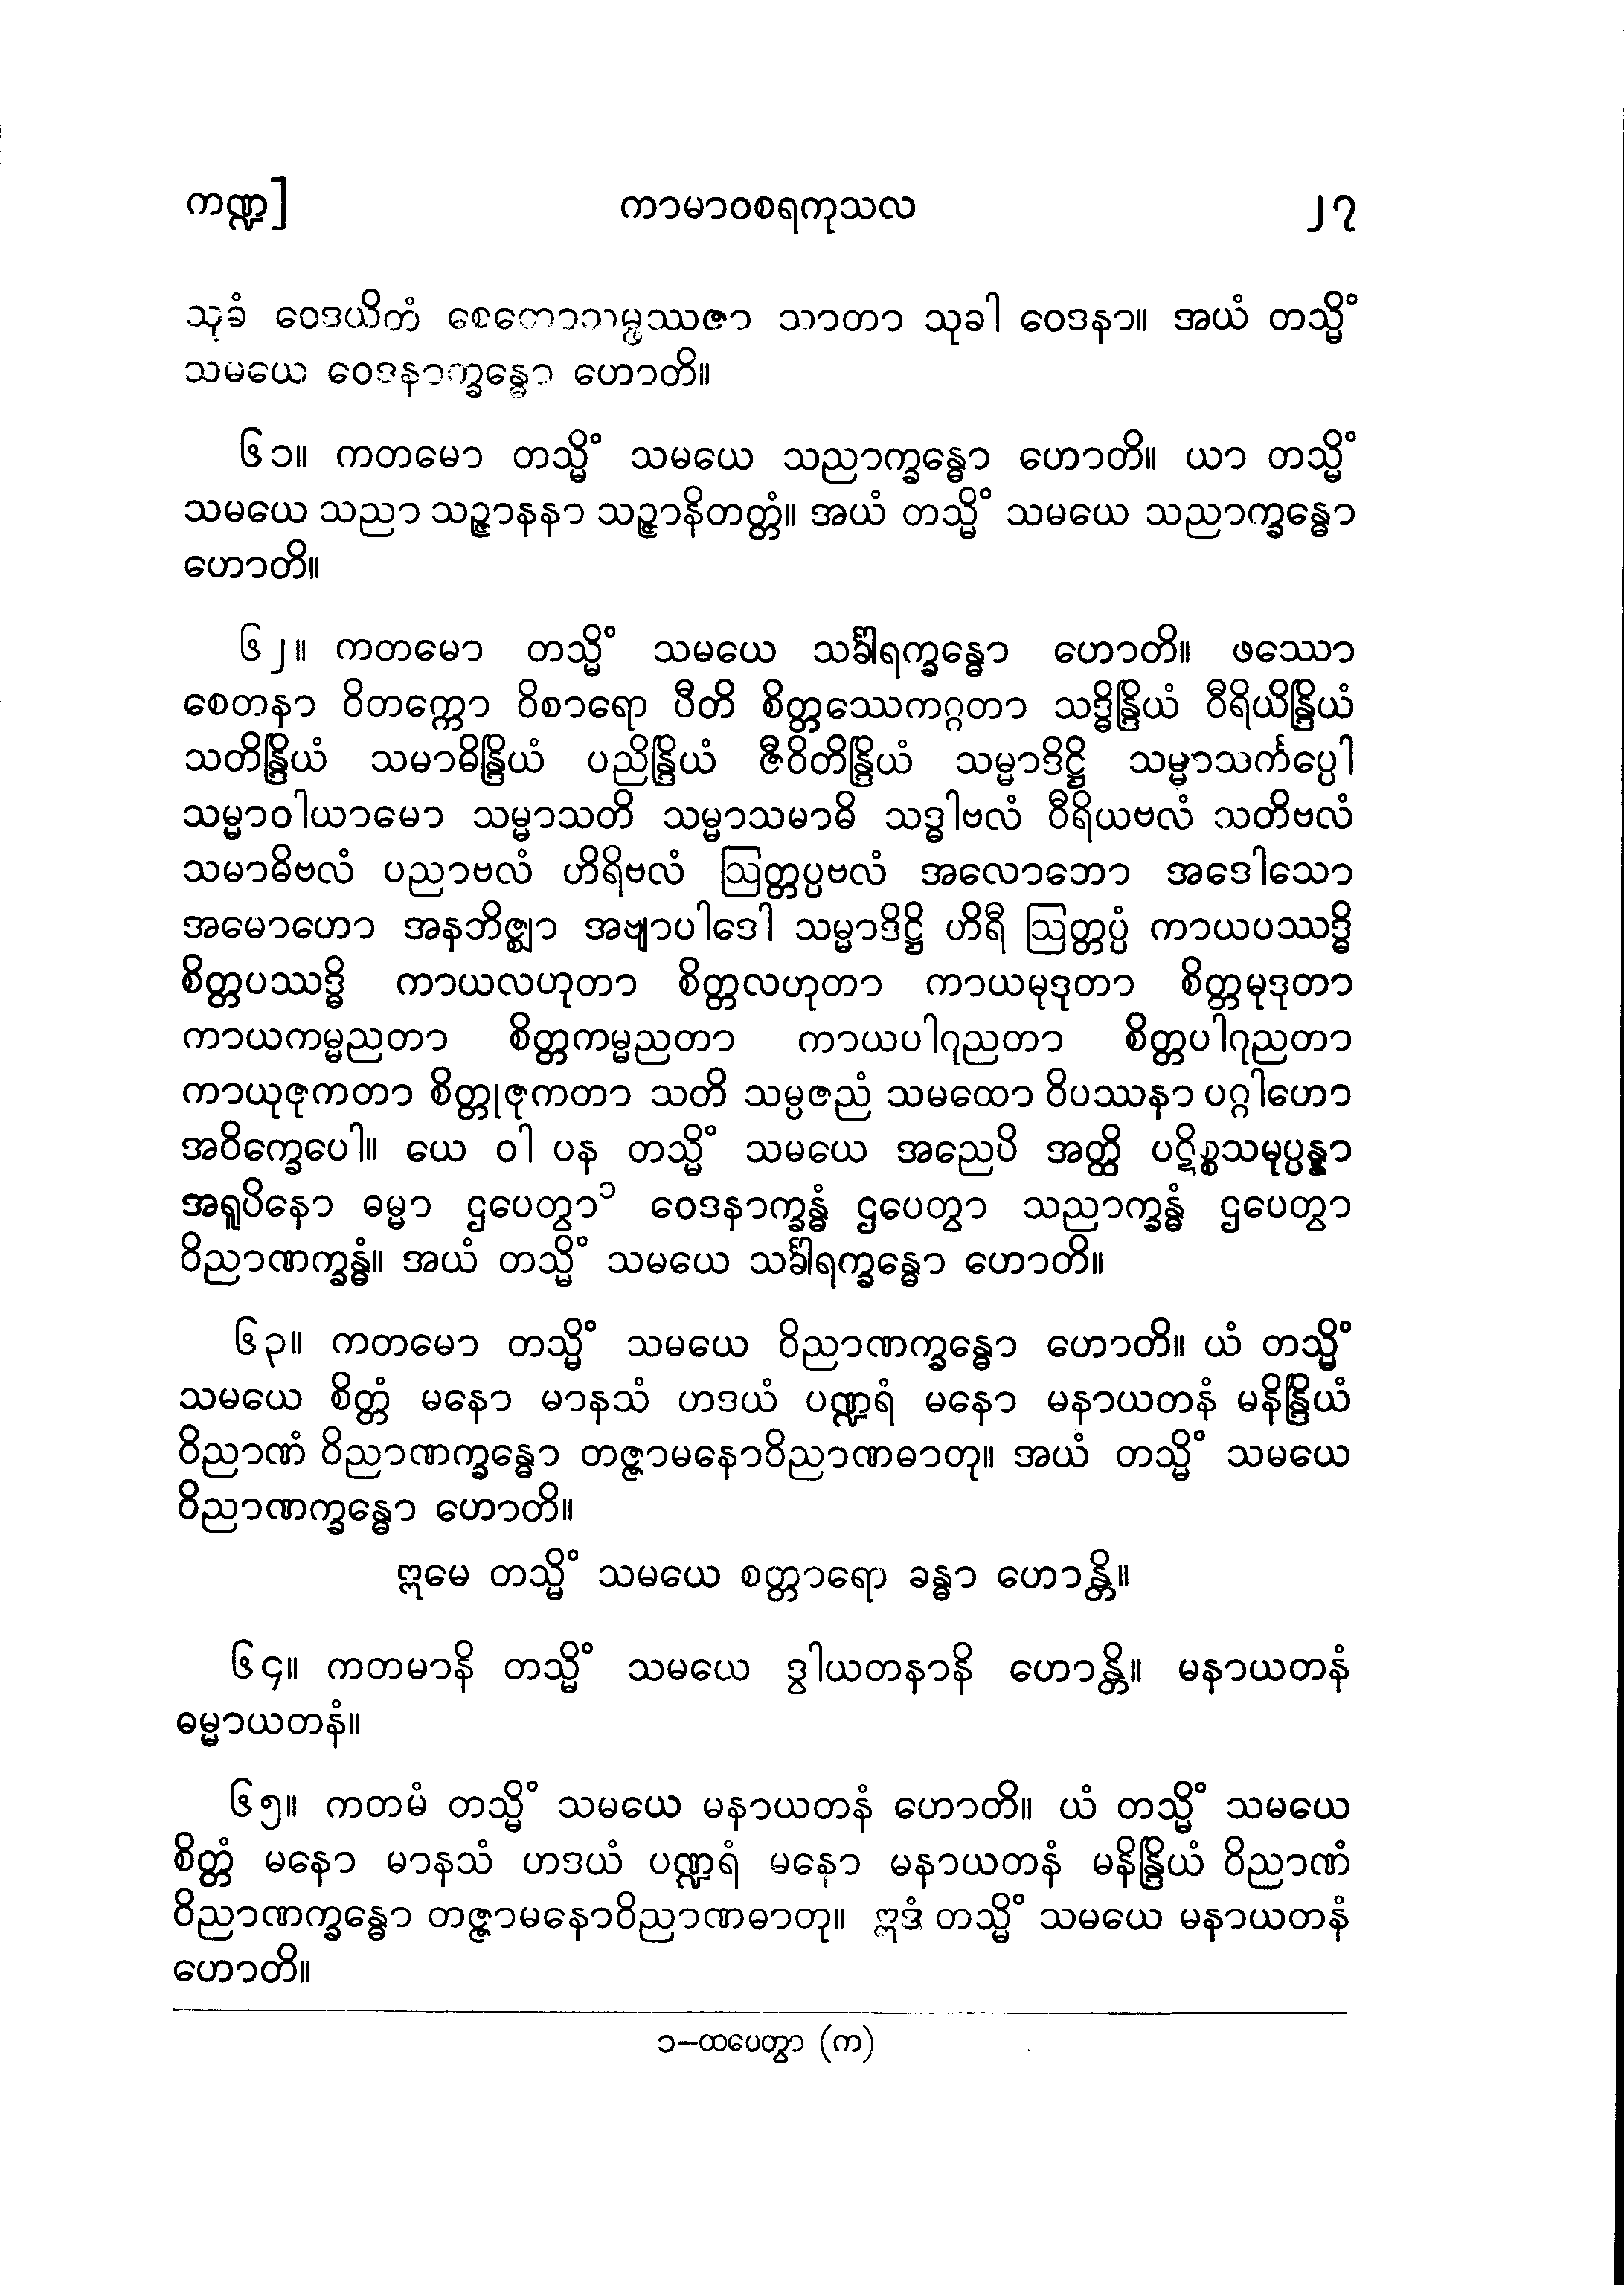 ကဏ္ဍ]
ကာမာဝစရကုသလ
၂၇
သုခံ ဝေဒယိတံ စေတောသမ္ဖဿဇာ သာတာ သုခါ ဝေဒနာ။ အယံ တသ္မိံ
သမယေ ဝေဒနာက္ခန္ဓော ဟောတိ။
၆၁။ ကတမော တသ္မိံ သမယေ သညာက္ခန္ဓော ဟောတိ။ ယာ တသ္မိံ
သမယေ သညာ သဉ္ဇာနနာ သဉ္ဇာနိတတ္တံ။ အယံ တသ္မိံ သမယေ သညာက္ခန္ဓော
ဟောတိ။
၆၂။ ကတမော တသ္မိံ သမယေ သင်္ခါရက္ခန္ဓော ဟောတိ။ ဖဿော
စေတနာ ဝိတက္ကော ဝိစာရော ပီတိ စိတ္တဿေကဂ္ဂတာ သဒ္ဓိန္ဒြိယံ ဝီရိယိန္ဒြိယံ
သတိန္ဒြိယံ သမာဓိန္ဒြိယံ ပညိန္ဒြိယံ ဇီဝိတိန္ဒြိယံ သမ္မာဒိဋ္ဌိ သမ္မာသင်္ကပ္ပေါ
သမ္မာဝါယာမော သမ္မာသတိ သမ္မာသမာဓိ သဒ္ဓါဗလံ ဝီရိယဗလံ သတိဗလံ
သမာဓိဗလံ ပညာဗလံ ဟိရိဗလံ ဩတ္တပ္ပဗလံ အလောဘော အဒေါသော
အမောဟော အနဘိဇ္ဈာ အဗျာပါဒေါ သမ္မာဒိဋ္ဌိ ဟိရီ ဩတ္တပ္ပံ ကာယပဿဒ္ဓိ
စိတ္တပဿဒ္ဓိ ကာယလဟုတာ စိတ္တလဟုတာ ကာယမုဒုတာ စိတ္တမုဒုတာ
ကာယကမ္မညတာ စိတ္တကမ္မညတာ ကာယပါဂုညတာ စိတ္တပါဂုညတာ
ကာယုဇုကတာ စိတ္တုဇုကတာ သတိ သမ္ပဇညံ သမထော ဝိပဿနာ ပဂ္ဂါဟော
အဝိက္ခေပေါ။ ယေ ဝါ ပန တသ္မိံ သမယေ အညေပိ အတ္ထိ ပဋိစ္စသမုပ္ပန္နာ
အရူပိနော ဓမ္မာ ဌပေတွာ၁ ဝေဒနာက္ခန္ဓံ ဌပေတွာ သညာက္ခန္ဓံ ဌပေတွာ
ဝိညာဏက္ခန္ဓံ။ အယံ တသ္မိံ သမယေ သင်္ခါရက္ခန္ဓော ဟောတိ။
၆၃။ ကတမော တသ္မိံ သမယေ ဝိညာဏက္ခန္ဓော ဟောတိ။ ယံ တသ္မိံ
သမယေ စိတ္တံ မနော မာနသံ ဟဒယံ ပဏ္ဍရံ မနော မနာယတနံ မနိန္ဒြိယံ
ဝိညာဏံ ဝိညာဏက္ခန္ဓော တဇ္ဇာမနောဝိညာဏဓာတု။ အယံ တသ္မိံ သမယေ
ဝိညာဏက္ခန္ဓော ဟောတိ။
ဣမေ တသ္မိံ သမယေ စတ္တာရော ခန္ဓာ ဟောန္တိ။
၆၄။ ကတမာနိ တသ္မိံ သမယေ ဒွါယတနာနိ ဟောန္တိ။ မနာယတနံ
ဓမ္မာယတနံ။
၆၅။ ကတမံ တသ္မိံ သမယေ မနာယတနံ ဟောတိ။ ယံ တသ္မိံ သမယေ
စိတ္တံ မနော မာနသံ ဟဒယံ ပဏ္ဍရံ မနော မနာယတနံ မနိန္ဒြိယံ ဝိညာဏံ
ဝိညာဏက္ခန္ဓော တဇ္ဇာမနောဝိညာဏဓာတု။ ဣဒံ တသ္မိံ သမယေ မနာယတနံ
ဟောတိ။
၁–ထပေတွာ (က)